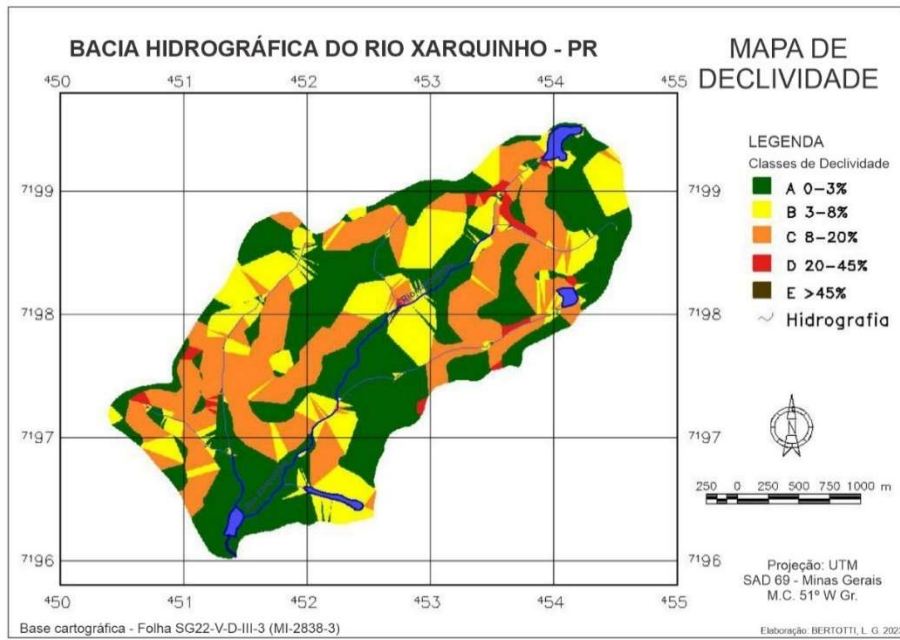 BACIA HIDROGRÁFICA DO RIO XARQUINHO - PR
MAPA DE
DECLIVIDADE
450 451 452 453 454 455
LEGENDA
Classes de Declividade
A 0-3%
B 3-8%
C 8-20%
D 20-45%
E >45%
Hidrografia
7199 7199
7198 7198
7197 7197
7196 7196
450 451 452 453 454 455
N
250 0 250 500 750 1000 m
Projeção: UTM
SAD 69 - Minas Gerais
M.C. 51º W Gr.
Base cartográfica - Folha SG22-V-D-III-3 (MI-2838-3)
Elaboração: BERTOTTI, L. G.